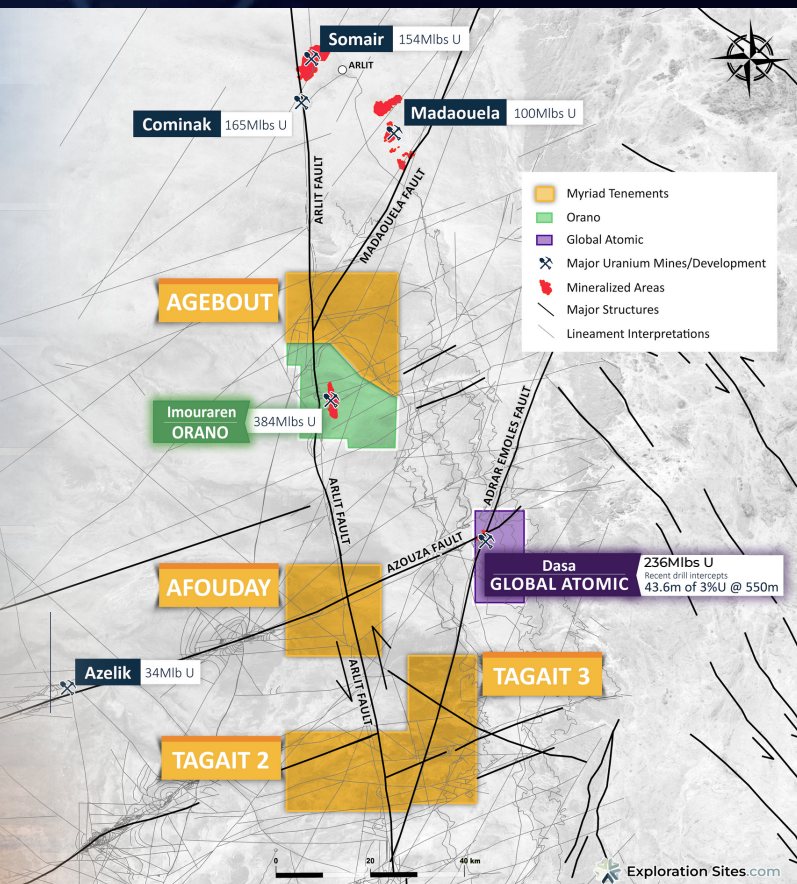 Somair 154Mlbs U
ARLIT
Cominak 165Mlbs U
Madaouela 100Mlbs U
ARLIT FAULT
MADAOUELA FAULT
Myriad Tenements
Orano
Global Atomic
Major Uranium Mines/Development
Mineralized Areas
Major Structures
Lineament Interpretations
AGEBOUT
Imouraren
ORANO
384Mlbs U
ADRAR EMOLES FAULT
ARLIT FAULT
AZOUZA FAULT
Dasa
GLOBAL ATOMIC
236Mlbs U
Recent drill intercepts
43.6m of 3%U @ 550m
AFOUDAY
Azelik 34Mlb U
ARLIT FAULT
TAGAIT 3
TAGAIT 2
0 20 40 km
Exploration Sites.com